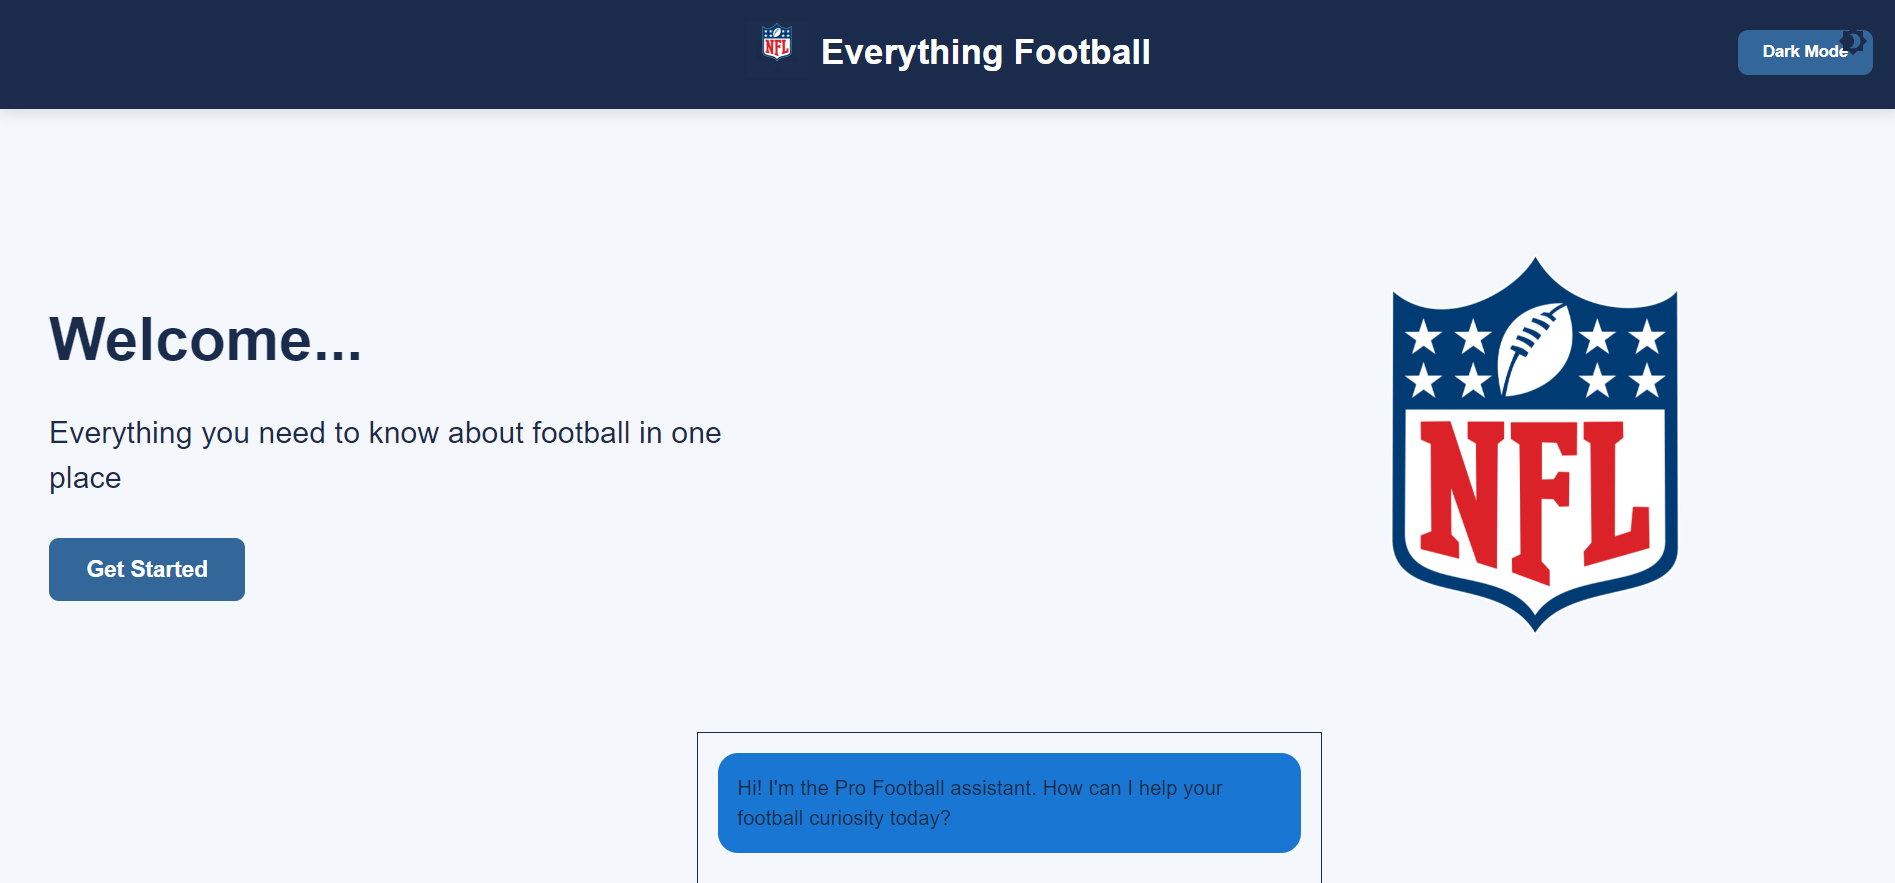 NFL
Everything Football
Dark Mode
Welcome...
Everything you need to know about football in one
place
Get Started
NFL
Hi! I'm the Pro Football assistant. How can I help your
football curiosity today?